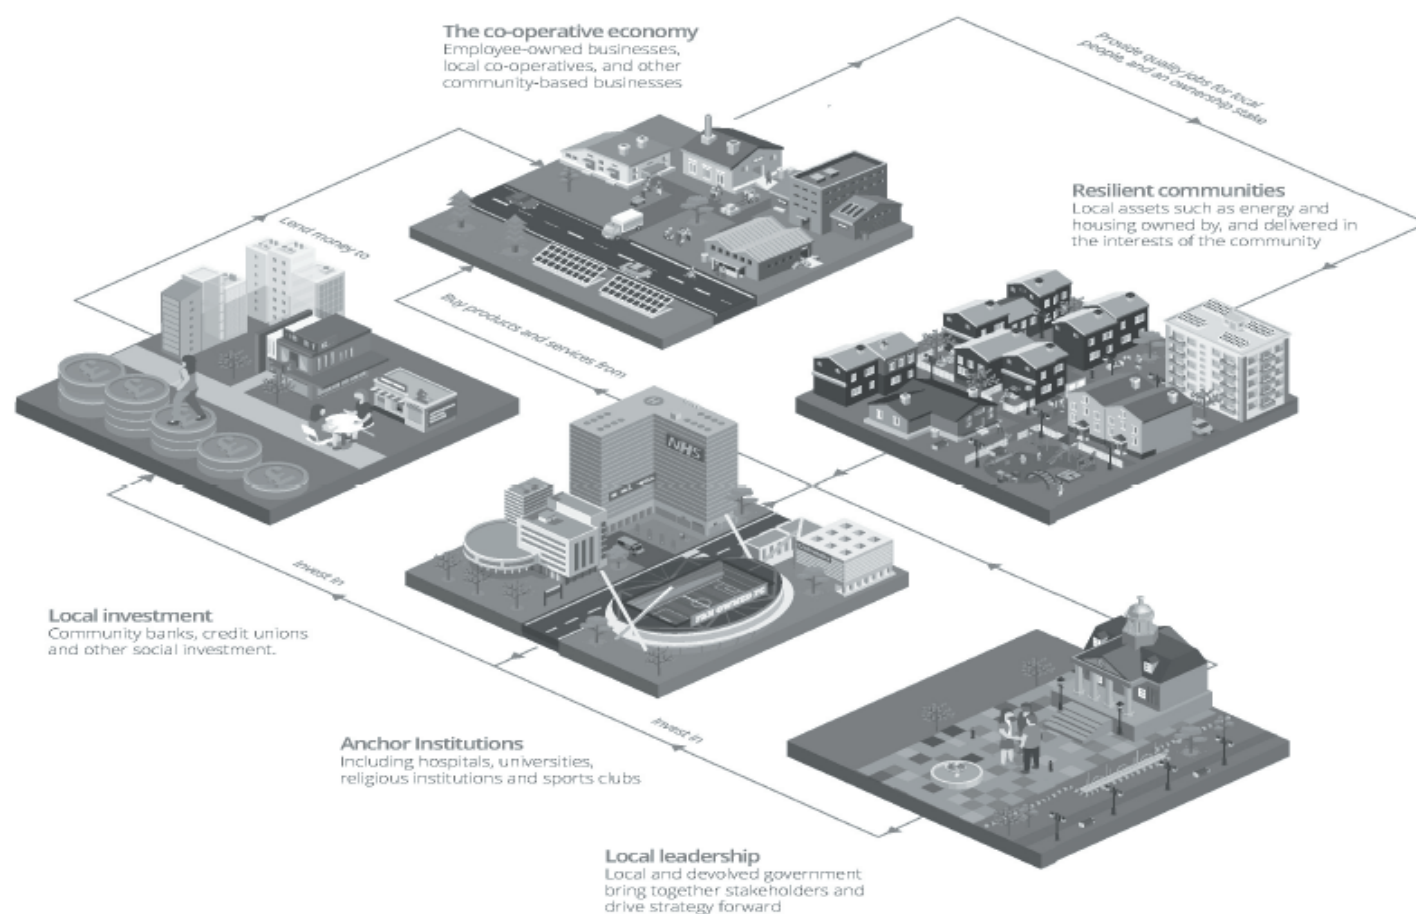 The co-operative economy
Employee-owned businesses,
local co-operatives, and other
community-based businesses
Provide quality jobs for local
people, and an ownership stake
Resilient communities
Local assets such as energy and
housing owned by, and delivered in
the interests of the community
Lend money to
Buy products and services from
NHS
Invest in
Local investment
Community banks, credit unions
and other social investment.
FAN OWNED FC
Invest in
Anchor Institutions
Including hospitals, universities,
religious institutions and sports clubs
Local leadership
Local and devolved government
bring together stakeholders and
drive strategy forward